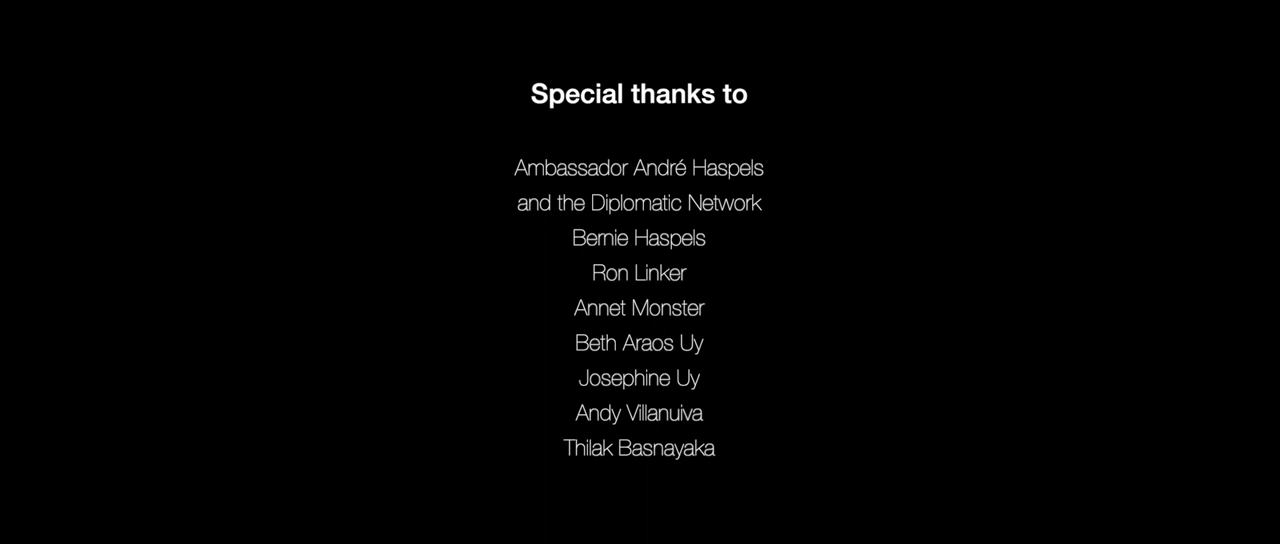 Special thanks to
Ambassador André Haspels
and the Diplomatic Network
Bernie Haspels
Ron Linker
Annet Monster
Beth Araos Uy
Josephine Uy
Andy Villanuiva
Thilak Basnayaka